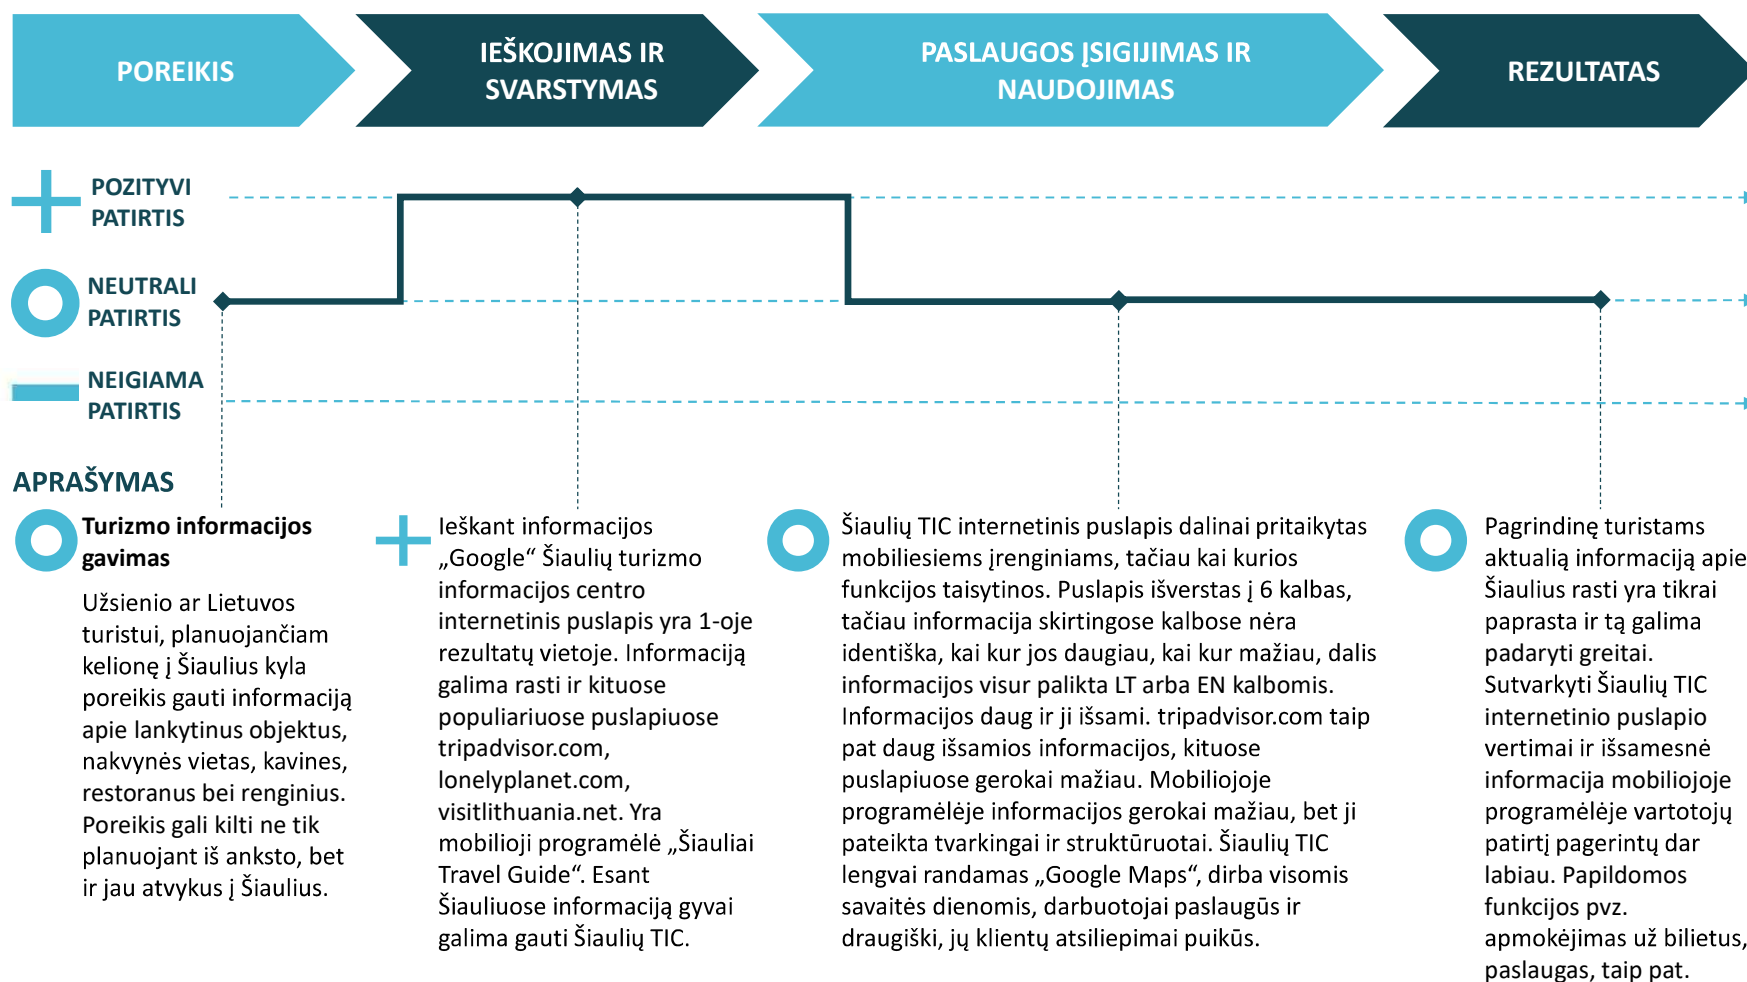 POREIKIS
IEŠKOJIMAS IR
SVARSTYMAS
PASLAUGOS ĮSIGIJIMAS IR
NAUDOJIMAS
REZULTATAS
POZITYVI
PATIRTIS
NEUTRALI
PATIRTIS
NEIGIAMA
PATIRTIS
APRAŠYMAS
Turizmo informacijos
gavimas
Užsienio ar Lietuvos
turistui, planuojančiam
kelionę į Šiaulius kyla
poreikis gauti informaciją
apie lankytinus objektus,
nakvynės vietas, kavines,
restoranus bei renginius.
Poreikis gali kilti ne tik
planuojant iš anksto, bet
ir jau atvykus į Šiaulius.
Ieškant informacijos
„Google“ Šiaulių turizmo
informacijos centro
internetinis puslapis yra 1-oje
rezultatų vietoje. Informaciją
galima rasti ir kituose
populiariuose puslapiuose
tripadvisor.com,
lonelyplanet.com,
visitlithuania.net. Yra
mobilioji programėlė „Šiauliai
Travel Guide“. Esant
Šiauliuose informaciją gyvai
galima gauti Šiaulių TIC.
Šiaulių TIC internetinis puslapis dalinai pritaikytas
mobiliesiems įrenginiams, tačiau kai kurios
funkcijos taisytinos. Puslapis išverstas į 6 kalbas,
tačiau informacija skirtingose kalbose nėra
identiška, kai kur jos daugiau, kai kur mažiau, dalis
informacijos visur palikta LT arba EN kalbomis.
Informacijos daug ir ji išsami. tripadvisor.com taip
pat daug išsamios informacijos, kituose
puslapiuose gerokai mažiau. Mobiliojoje
programėlėje informacijos gerokai mažiau, bet ji
pateikta tvarkingai ir struktūruotai. Šiaulių TIC
lengvai randamas „Google Maps“, dirba visomis
savaitės dienomis, darbuotojai paslaugūs ir
draugiški, jų klientų atsiliepimai puikūs.
Pagrindinę turistams
aktualią informaciją apie
Šiaulius rasti yra tikrai
paprasta ir tą galima
padaryti greitai.
Sutvarkyti Šiaulių TIC
internetinio puslapio
vertimai ir išsamesnė
informacija mobiliojoje
programėlėje vartotojų
patirtį pagerintų dar
labiau. Papildomos
funkcijos pvz.
apmokėjimas už bilietus,
paslaugas, taip pat.